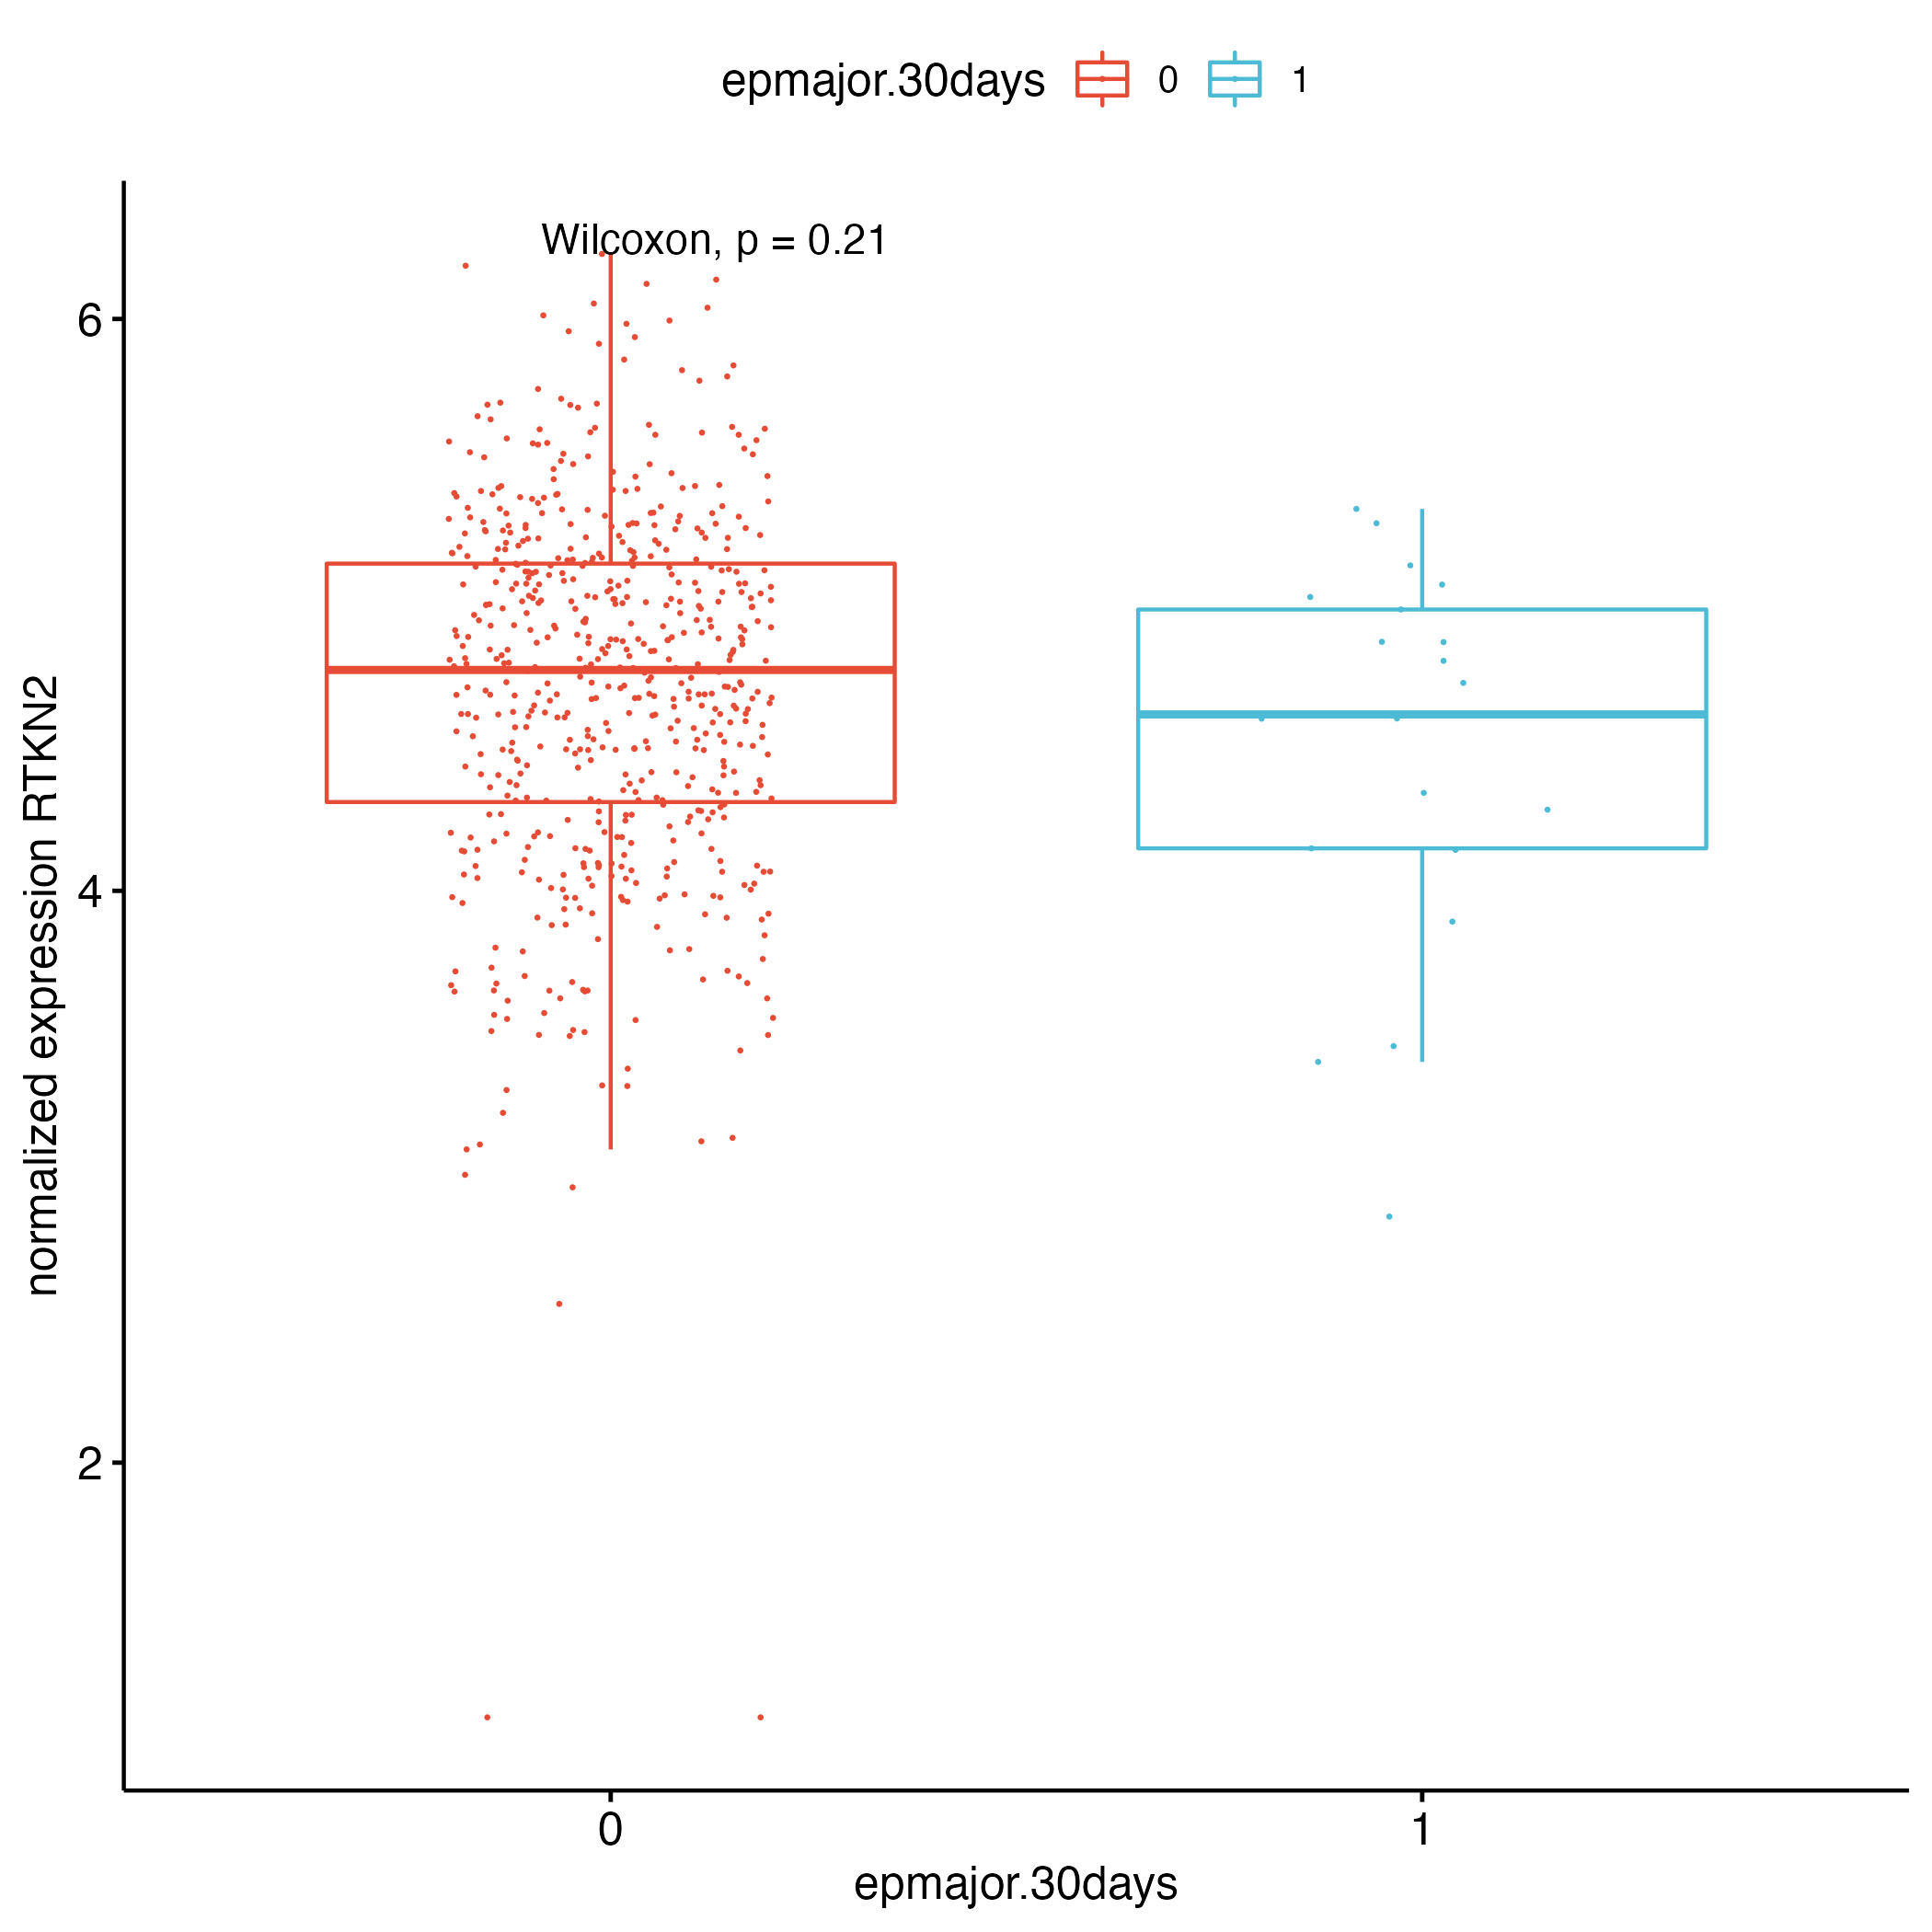 epmajor.30days 0 1
Wilcoxon, p = 0.21
6
4
2
normalized expression RTKN2
0 1
epmajor.30days